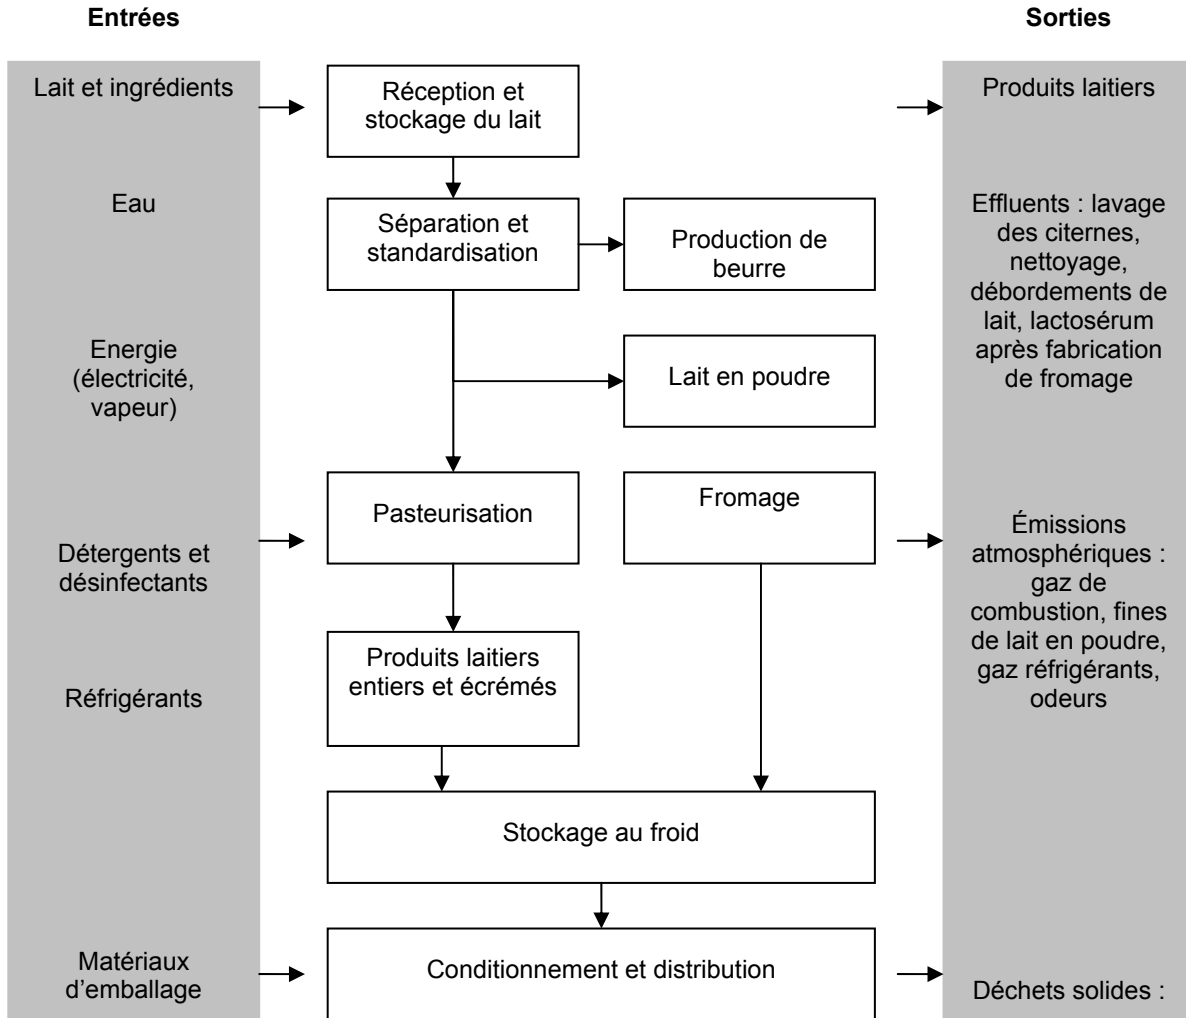 Entrées
Sorties
Lait et ingrédients
Réception et
stockage du lait
Produits laitiers
Eau
Séparation et
standardisation
Production de
beurre
Effluents : lavage
des citernes,
nettoyage,
débordements de
lait, lactosérum
après fabrication
de fromage
Energie
(électricité,
vapeur)
Lait en poudre
Pasteurisation
Fromage
Détergents et
désinfectants
Émissions
atmosphériques :
gaz de
combustion, fines
de lait en poudre,
gaz réfrigérants,
odeurs
Produits laitiers
entiers et écrémés
Réfrigérants
Stockage au froid
Matériaux
d’emballage
Conditionnement et distribution
Déchets solides :